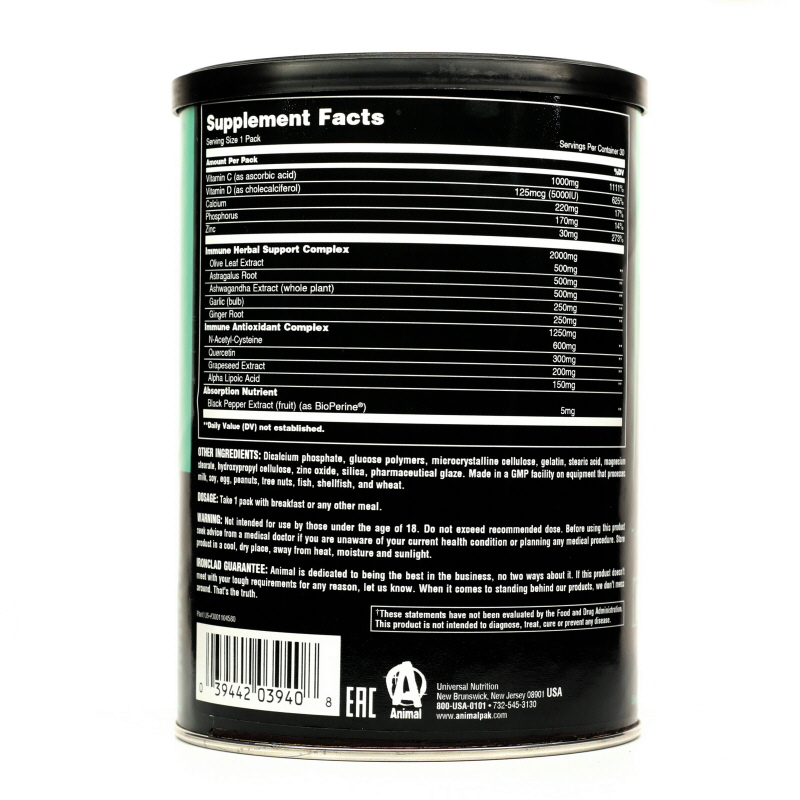 Supplement Facts
Serving Size 1 Pack
Servings Per Container 30
Amount Per Pack %DV
Vitamin C (as ascorbic acid) 1000mg 1111%
Vitamin D (as cholecalciferol) 125mcg (5000IU) 625%
Calcium 220mg 17%
Phosphorus 170mg 14%
Zinc 30mg 273%
Immune Herbal Support Complex 2000mg
Olive Leaf Extract 500mg **
Astragalus Root 500mg **
Ashwagandha Extract (whole plant) 500mg **
Garlic (bulb) 250mg **
Ginger Root 250mg **
Immune Antioxidant Complex 1250mg
N-Acetyl-Cysteine 600mg **
Quercetin 300mg **
Grapeseed Extract 200mg **
Alpha Lipoic Acid 150mg **
Absorption Nutrient
Black Pepper Extract (fruit) (as BioPerine®) 5mg **
**Daily Value (DV) not established.
OTHER INGREDIENTS: Dicalcium phosphate, glucose polymers, microcrystalline cellulose, gelatin, stearic acid, magnesium
stearate, hydroxypropyl cellulose, zinc oxide, silica, pharmaceutical glaze. Made in a GMP facility on equipment that processes
milk, soy, egg, peanuts, tree nuts, fish, shellfish, and wheat.
DOSAGE: Take 1 pack with breakfast or any other meal.
WARNING: Not intended for use by those under the age of 18. Do not exceed recommended dose. Before using this product
seek advice from a medical doctor if you are unaware of your current health condition or planning any medical procedure. Store
product in a cool, dry place, away from heat, moisture and sunlight.
IRONCLAD GUARANTEE: Animal is dedicated to being the best in the business, no two ways about it. If this product doesn't
meet with your tough requirements for any reason, let us know. When it comes to standing behind our products, we don't mess
around. That's the truth.
†These statements have not been evaluated by the Food and Drug Administration.
This product is not intended to diagnose, treat, cure or prevent any disease.
0 39442 03940 8
EAC
A
Animal
Universal Nutrition
New Brunswick, New Jersey 08901 USA
800-USA-0101 • 732-545-3130
www.animalpak.com